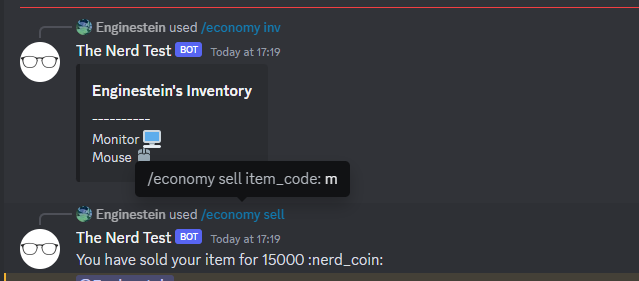 Enginestein used /economy inv
The Nerd Test BOT Today at 17:19
Enginestein's Inventory
----------
Monitor
Mouse
/economy sell item_code: m
Enginestein used /economy sell
The Nerd Test BOT Today at 17:19
You have sold your item for 15000 :nerd_coin: